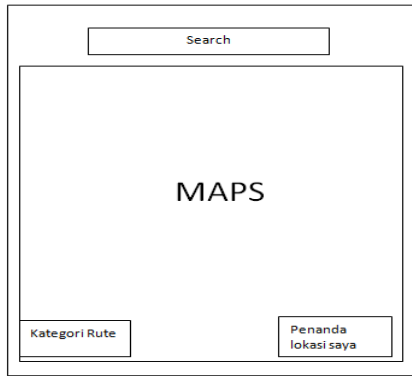 Search
MAPS
Kategori Rute
Penanda
lokasi saya